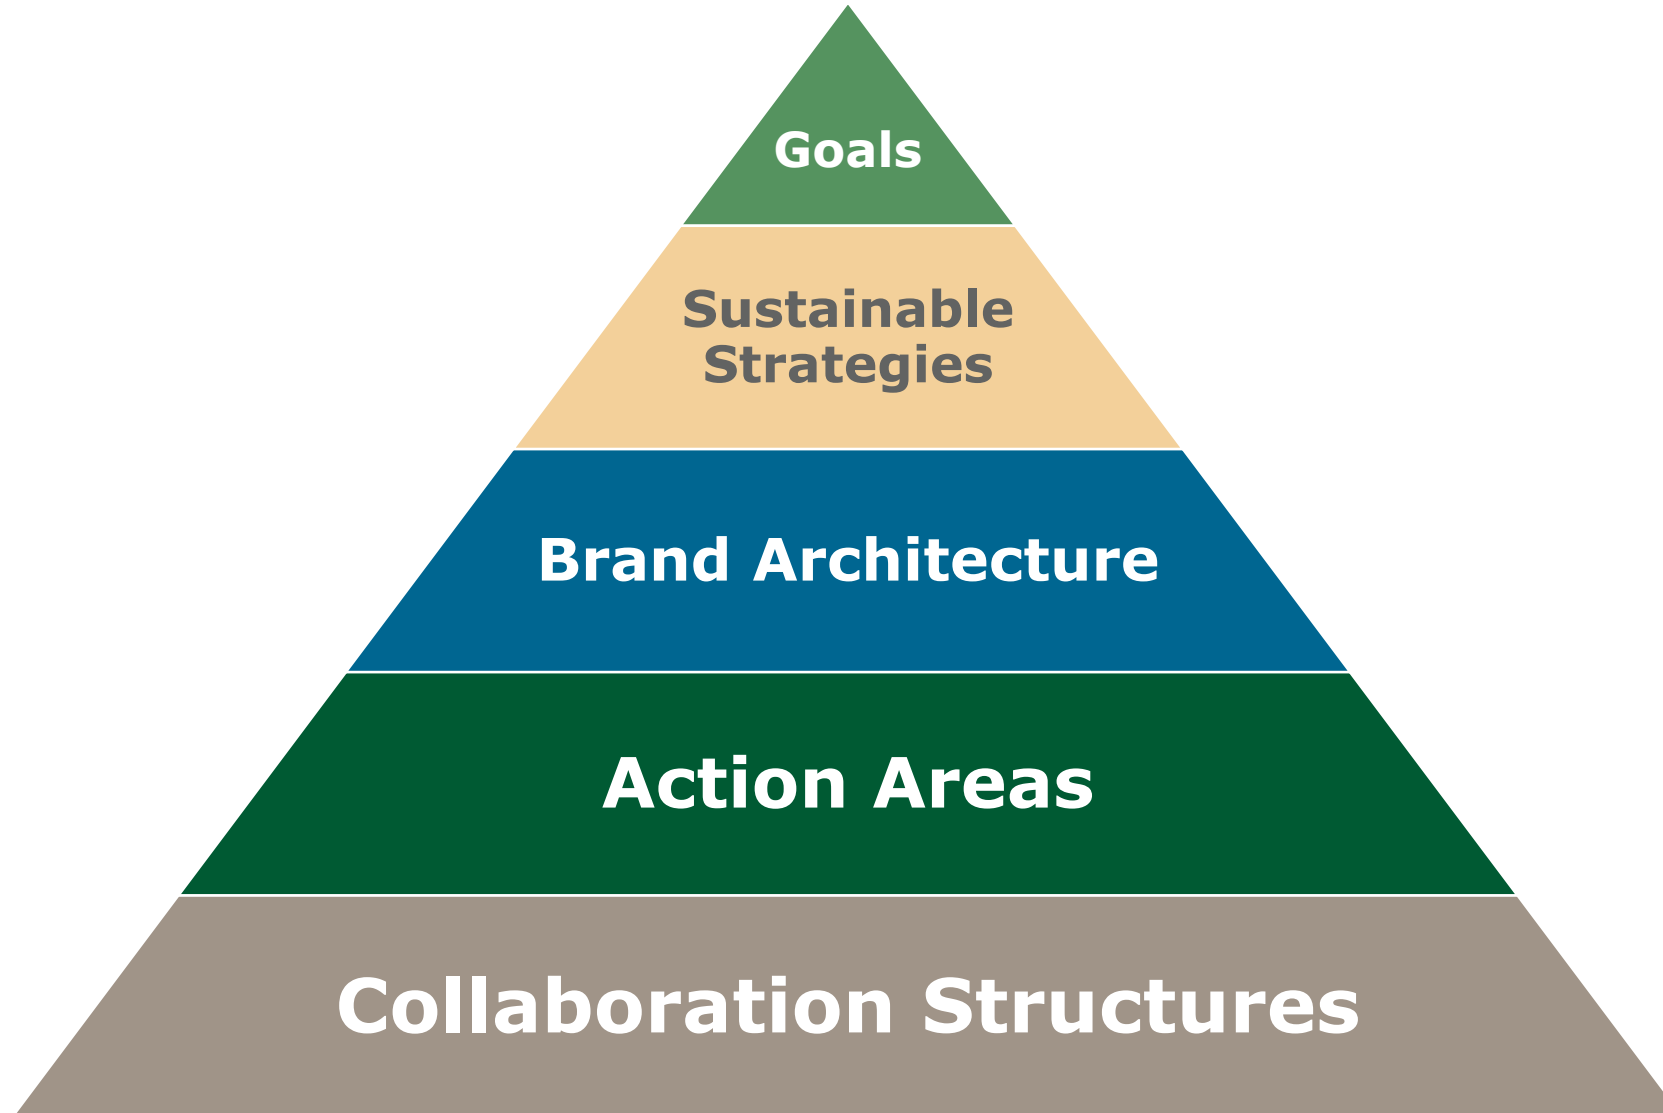 Goals
Sustainable
Strategies
Brand Architecture
Action Areas
Collaboration Structures